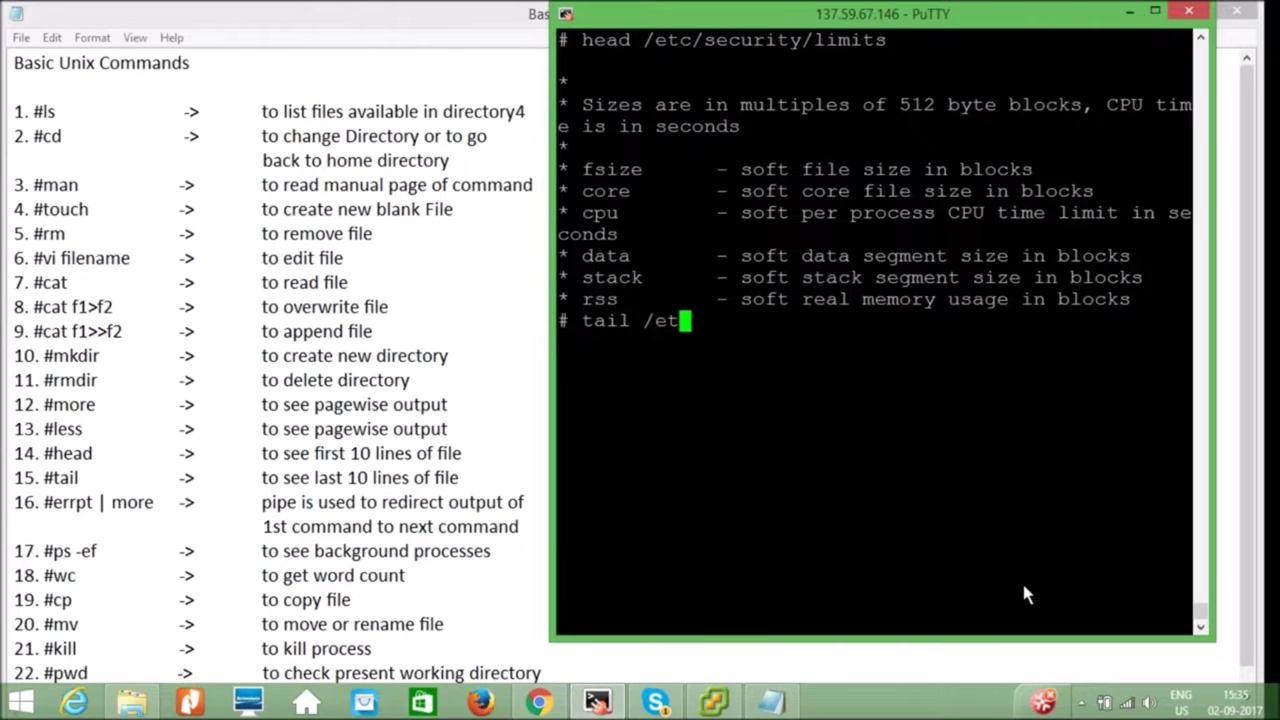 Bas
137.59.67.146 - PuTTY
File Edit Format View Help
Basic Unix Commands
1. #ls -> to list files available in directory4
2. #cd -> to change Directory or to go
back to home directory
3. #man -> to read manual page of command
4. #touch -> to create new blank File
5. #rm -> to remove file
6. #vi filename -> to edit file
7. #cat -> to read file
8. #cat f1>f2 -> to overwrite file
9. #cat f1>>f2 -> to append file
10. #mkdir -> to create new directory
11. #rmdir -> to delete directory
12. #more -> to see pagewise output
13. #less -> to see pagewise output
14. #head -> to see first 10 lines of file
15. #tail -> to see last 10 lines of file
16. #errpt | more -> pipe is used to redirect output of
1st command to next command
17. #ps -ef -> to see background processes
18. #wc -> to get word count
19. #cp -> to copy file
20. #mv -> to move or rename file
21. #kill -> to kill process
22. #pwd -> to check present working directory
# head /etc/security/limits
*
* Sizes are in multiples of 512 byte blocks, CPU tim
e is in seconds
*
* fsize - soft file size in blocks
* core - soft core file size in blocks
* cpu - soft per process CPU time limit in se
conds
* data - soft data segment size in blocks
* stack - soft stack segment size in blocks
* rss - soft real memory usage in blocks
# tail /et
ENG 15:35
US 02-09-2017